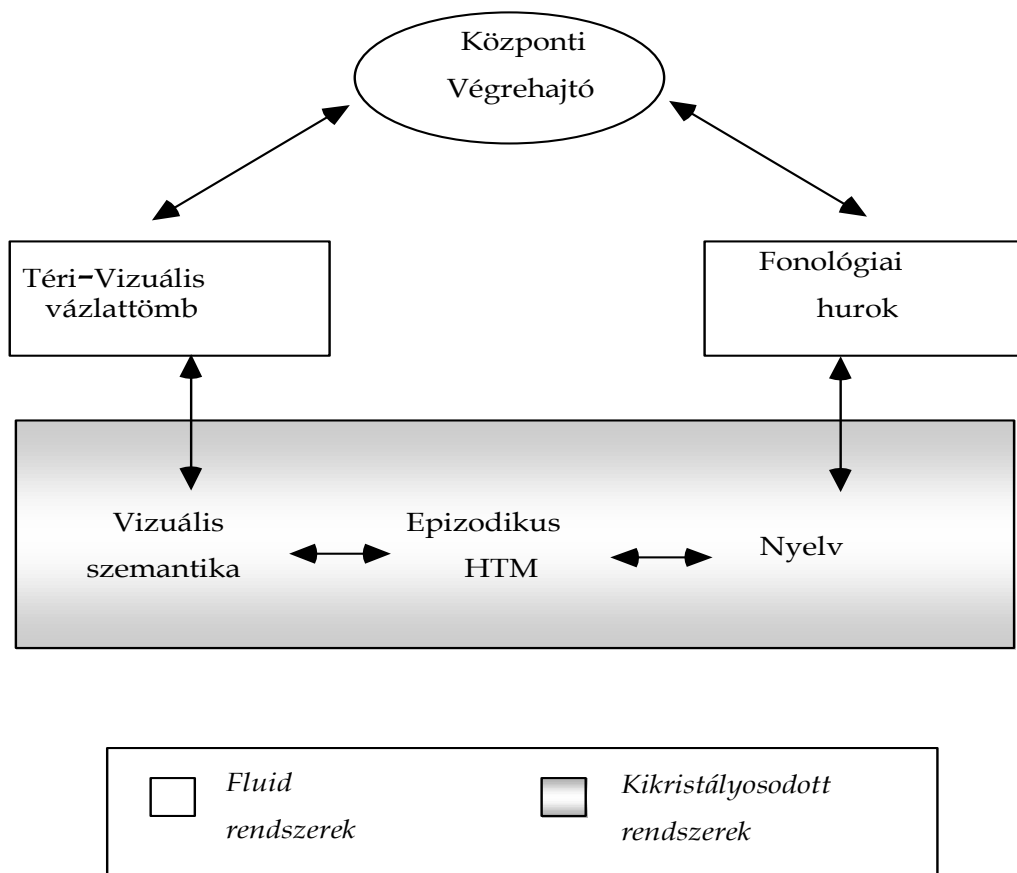 Központi
Végrehajtó
Téri-Vizuális
vázlattömb
Fonológiai
hurok
Vizuális
szemantika
Epizodikus
HTM
Nyelv
Fluid
rendszerek
Kikristályosodott
rendszerek